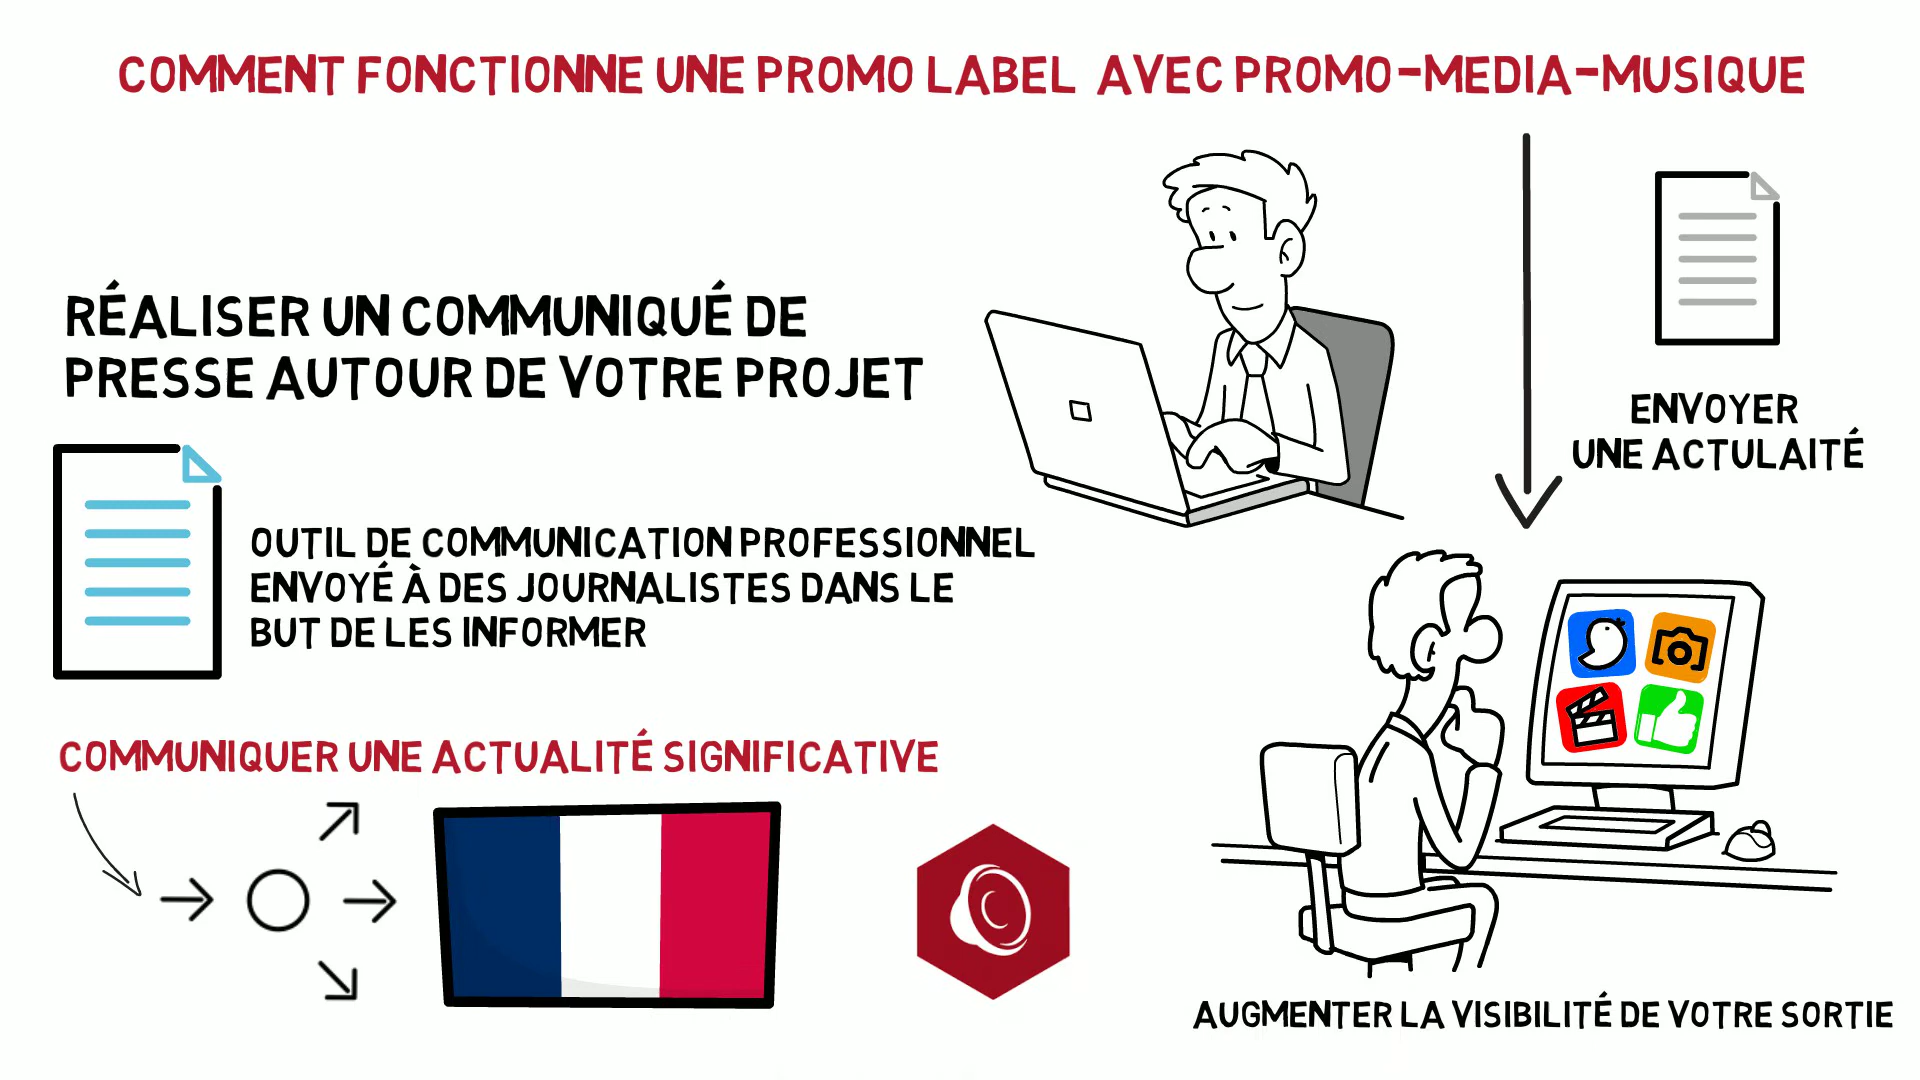 COMMENT FONCTIONNE UNE PROMO LABEL AVEC PROMO-MEDIA-MUSIQUE
RÉALISER UN COMMUNIQUÉ DE
PRESSE AUTOUR DE VOTRE PROJET
ENVOYER
UNE ACTULAITÉ
OUTIL DE COMMUNICATION PROFESSIONNEL
ENVOYÉ À DES JOURNALISTES DANS LE
BUT DE LES INFORMER
COMMUNIQUER UNE ACTUALITÉ SIGNIFICATIVE
AUGMENTER LA VISIBILITÉ DE VOTRE SORTIE